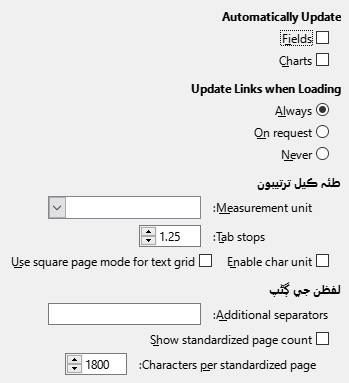 Automatically Update
Fields
Charts
Update Links when Loading
Always
On request
Never
طئہ ڪيل ترتيبون
Measurement unit:
Tab stops: 1.25
Enable char unit Use square page mode for text grid
لفظن جي ڳڻپ
Additional separators:
Show standardized page count
Characters per standardized page: 1800